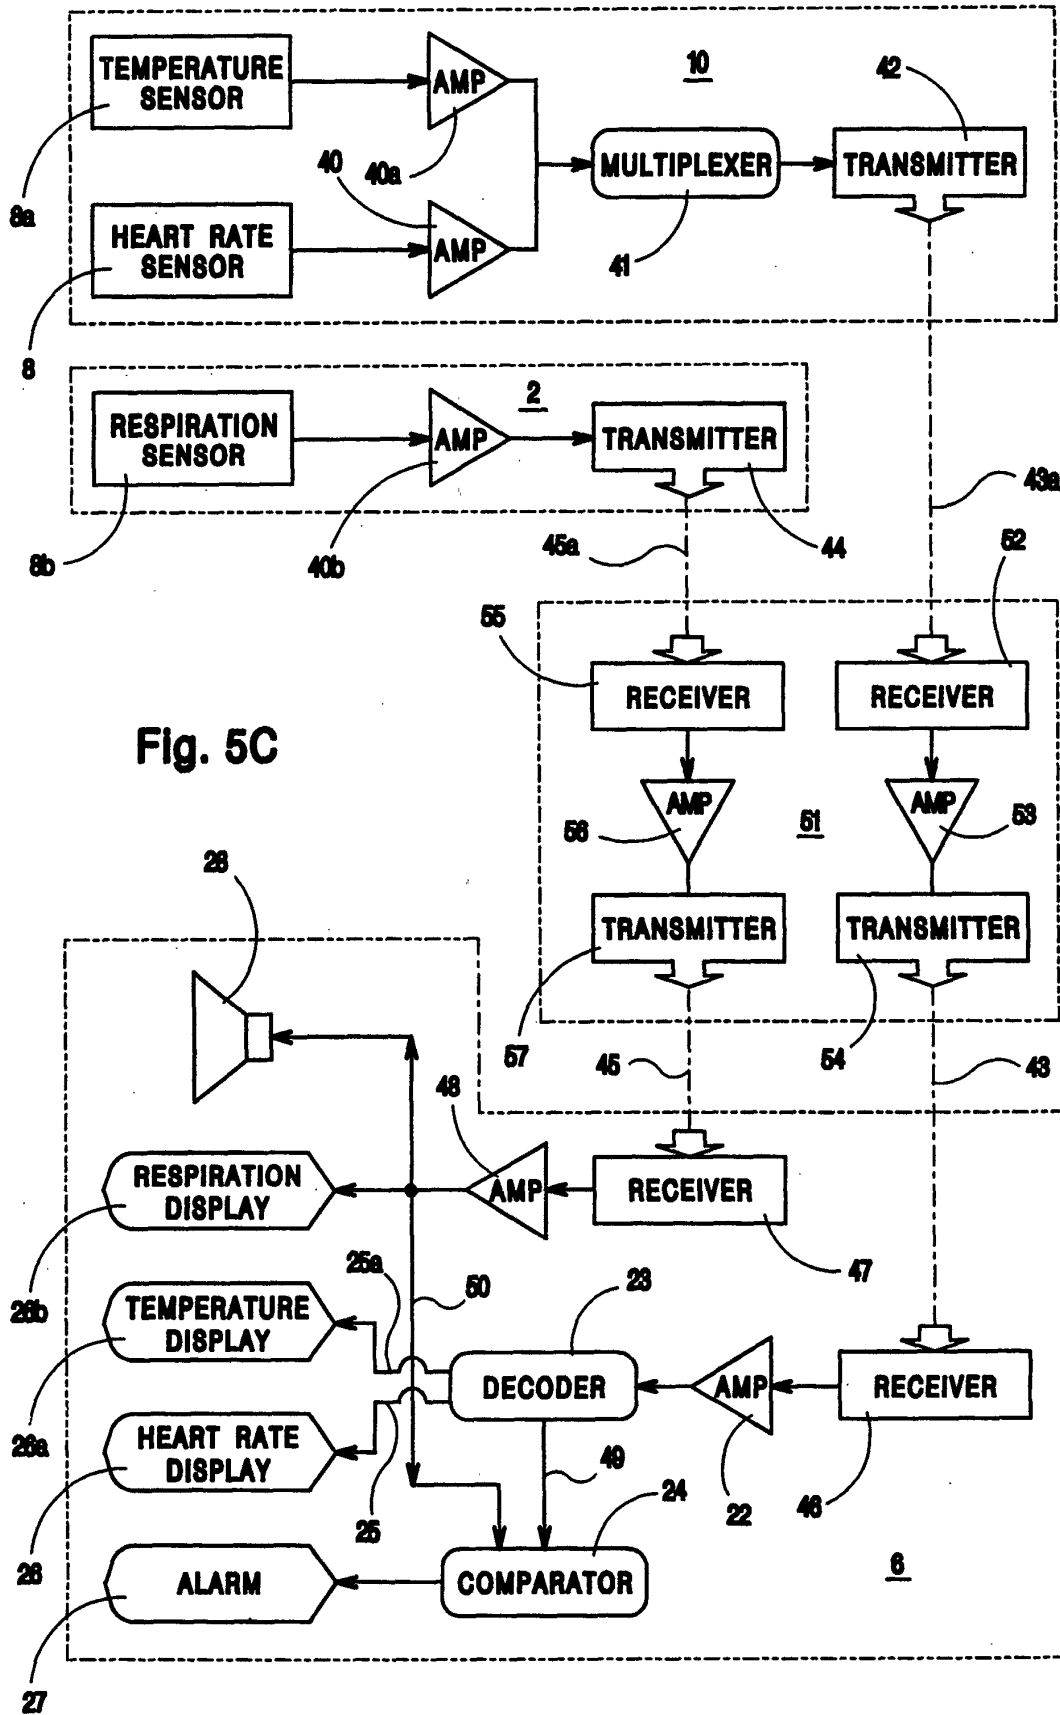 TEMPERATURE
SENSOR
AMP
10
42
40
40a
MULTIPLEXER
TRANSMITTER
8a
HEART RATE
SENSOR
AMP
41
8
2
RESPIRATION
SENSOR
AMP
TRANSMITTER
43a
8b
40b
45a
44
52
55
RECEIVER
RECEIVER
Fig. 5C
AMP
AMP
56
51
53
28
TRANSMITTER
TRANSMITTER
57
54
45
43
48
RESPIRATION
DISPLAY
AMP
RECEIVER
25a
50
23
47
26b
TEMPERATURE
DISPLAY
DECODER
AMP
RECEIVER
26a
HEART RATE
DISPLAY
49
24
22
46
25
26
ALARM
COMPARATOR
6
27